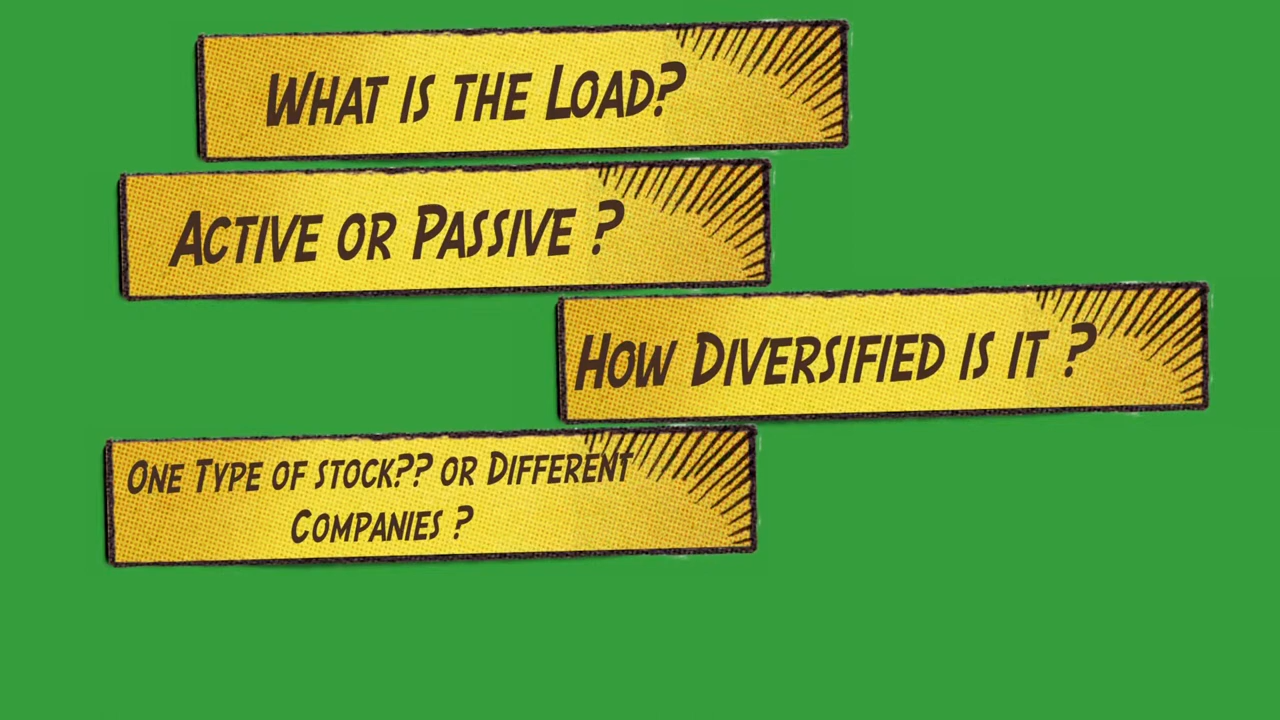 What is the Load?
Active or Passive ?
How Diversified is it ?
One Type of stock?? or Different
Companies ?